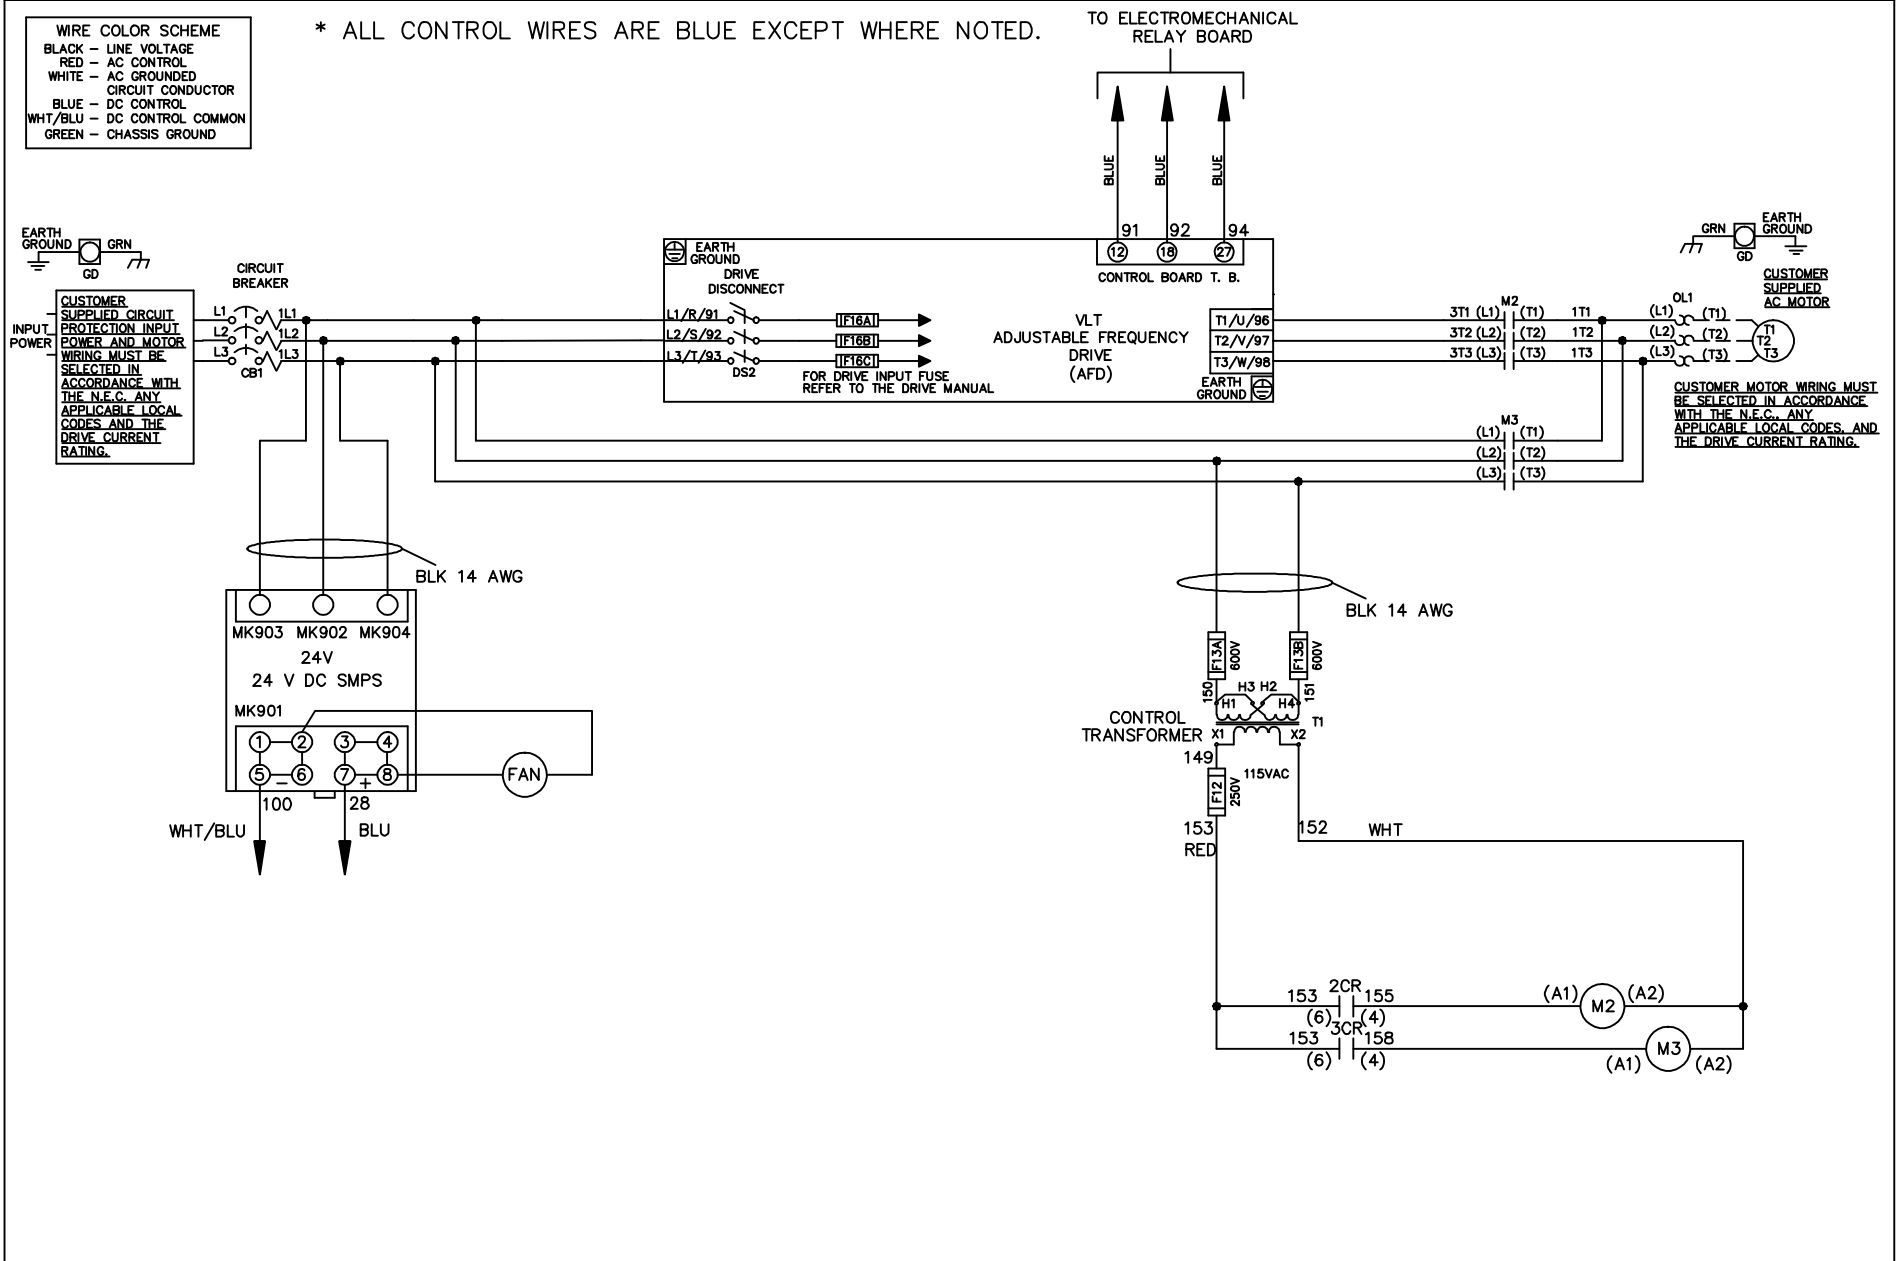 WIRE COLOR SCHEME
BLACK – LINE VOLTAGE
RED – AC CONTROL
WHITE – AC GROUNDED
CIRCUIT CONDUCTOR
BLUE – DC CONTROL
WHT/BLU – DC CONTROL COMMON
GREEN – CHASSIS GROUND
* ALL CONTROL WIRES ARE BLUE EXCEPT WHERE NOTED.
TO ELECTROMECHANICAL
RELAY BOARD
BLUE
BLUE
BLUE
91 92 94
12 18 27
CONTROL BOARD T. B.
EARTH
GROUND
GRN
GD
CIRCUIT
BREAKER
INPUT
POWER
CUSTOMER
SUPPLIED CIRCUIT
PROTECTION INPUT
POWER AND MOTOR
WIRING MUST BE
SELECTED IN
ACCORDANCE WITH
THE N.E.C. ANY
APPLICABLE LOCAL
CODES AND THE
DRIVE CURRENT
RATING.
L1 1L1
L2 1L2
L3 1L3
CB1
EARTH
GROUND
DRIVE
DISCONNECT
L1/R/91
L2/S/92
L3/T/93
DS2
F16A
F16B
F16C
FOR DRIVE INPUT FUSE
REFER TO THE DRIVE MANUAL
VLT
ADJUSTABLE FREQUENCY
DRIVE
(AFD)
T1/U/96
T2/V/97
T3/W/98
EARTH
GROUND
M2
3T1 (L1) (T1) 1T1
3T2 (L2) (T2) 1T2
3T3 (L3) (T3) 1T3
OL1
(L1) (T1)
(L2) (T2)
(L3) (T3)
T1
T2
T3
GRN
GD
EARTH
GROUND
CUSTOMER
SUPPLIED
AC MOTOR
CUSTOMER MOTOR WIRING MUST
BE SELECTED IN ACCORDANCE
WITH THE N.E.C., ANY
APPLICABLE LOCAL CODES, AND
THE DRIVE CURRENT RATING.
M3
(L1) (T1)
(L2) (T2)
(L3) (T3)
BLK 14 AWG
MK903 MK902 MK904
24V
24 V DC SMPS
MK901
1 2 3 4
5 – 6 7 + 8
FAN
100 28
WHT/BLU BLU
BLK 14 AWG
F13A
600V
F13B
600V
150
151
H3 H2
H1 H4
T1
CONTROL
TRANSFORMER
X1 X2
149
115VAC
F12
250V
153
RED
152 WHT
2CR
153 155
(6) (4)
(A1) M2 (A2)
3CR
153 158
(6) (4)
(A1) M3 (A2)